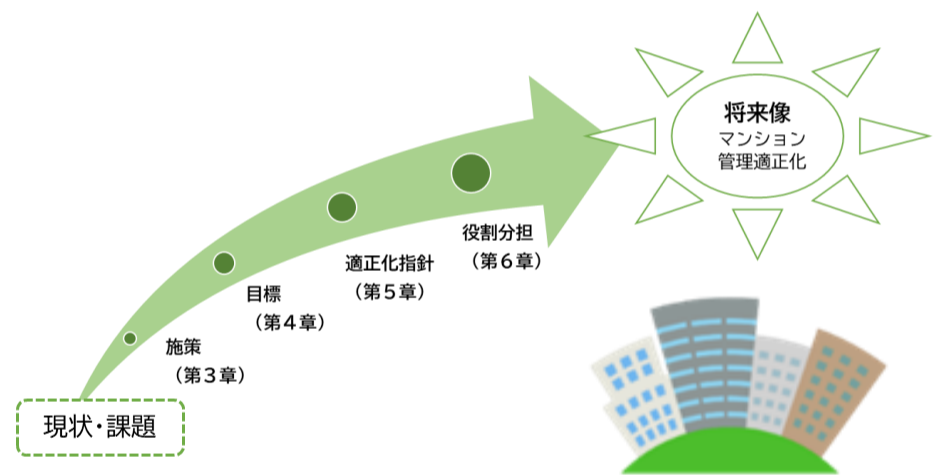 将来像
マンション
管理適正化
役割分担
（第６章）
適正化指針
（第５章）
目標
（第４章）
施策
（第３章）
現状・課題